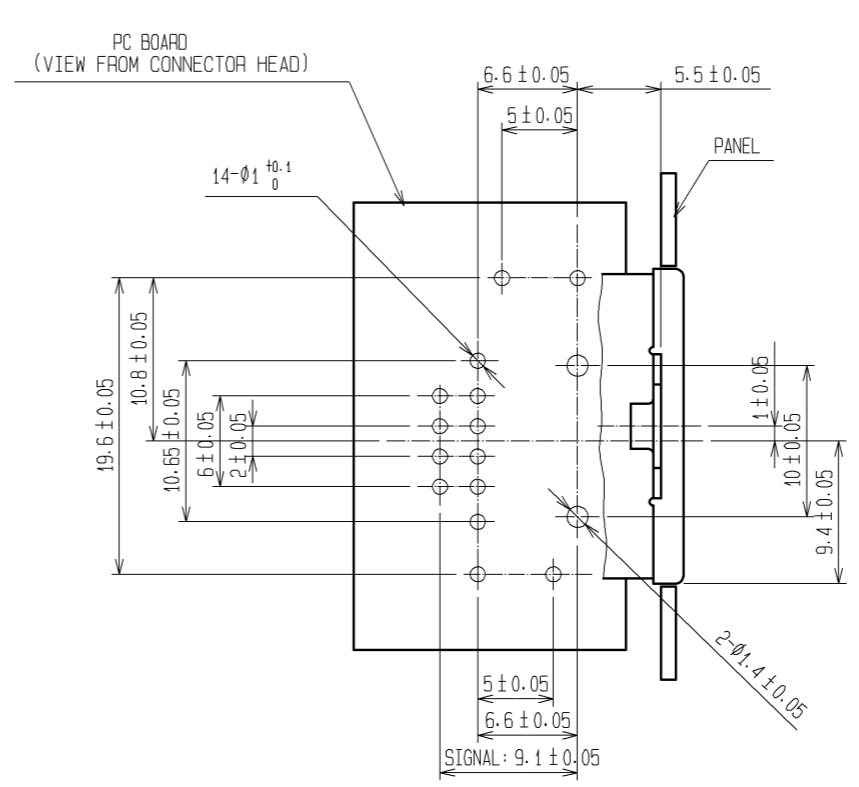 PC BOARD
(VIEW FROM CONNECTOR HEAD)
6.6±0.05
5.5±0.05
5±0.05
PANEL
14-ø1 +0.1 0
10.8±0.05
19.6±0.05
10.65±0.05
6±0.05
2±0.05
1±0.05
10±0.05
9.4±0.05
2-ø1.4±0.05
5±0.05
6.6±0.05
SIGNAL: 9.1±0.05